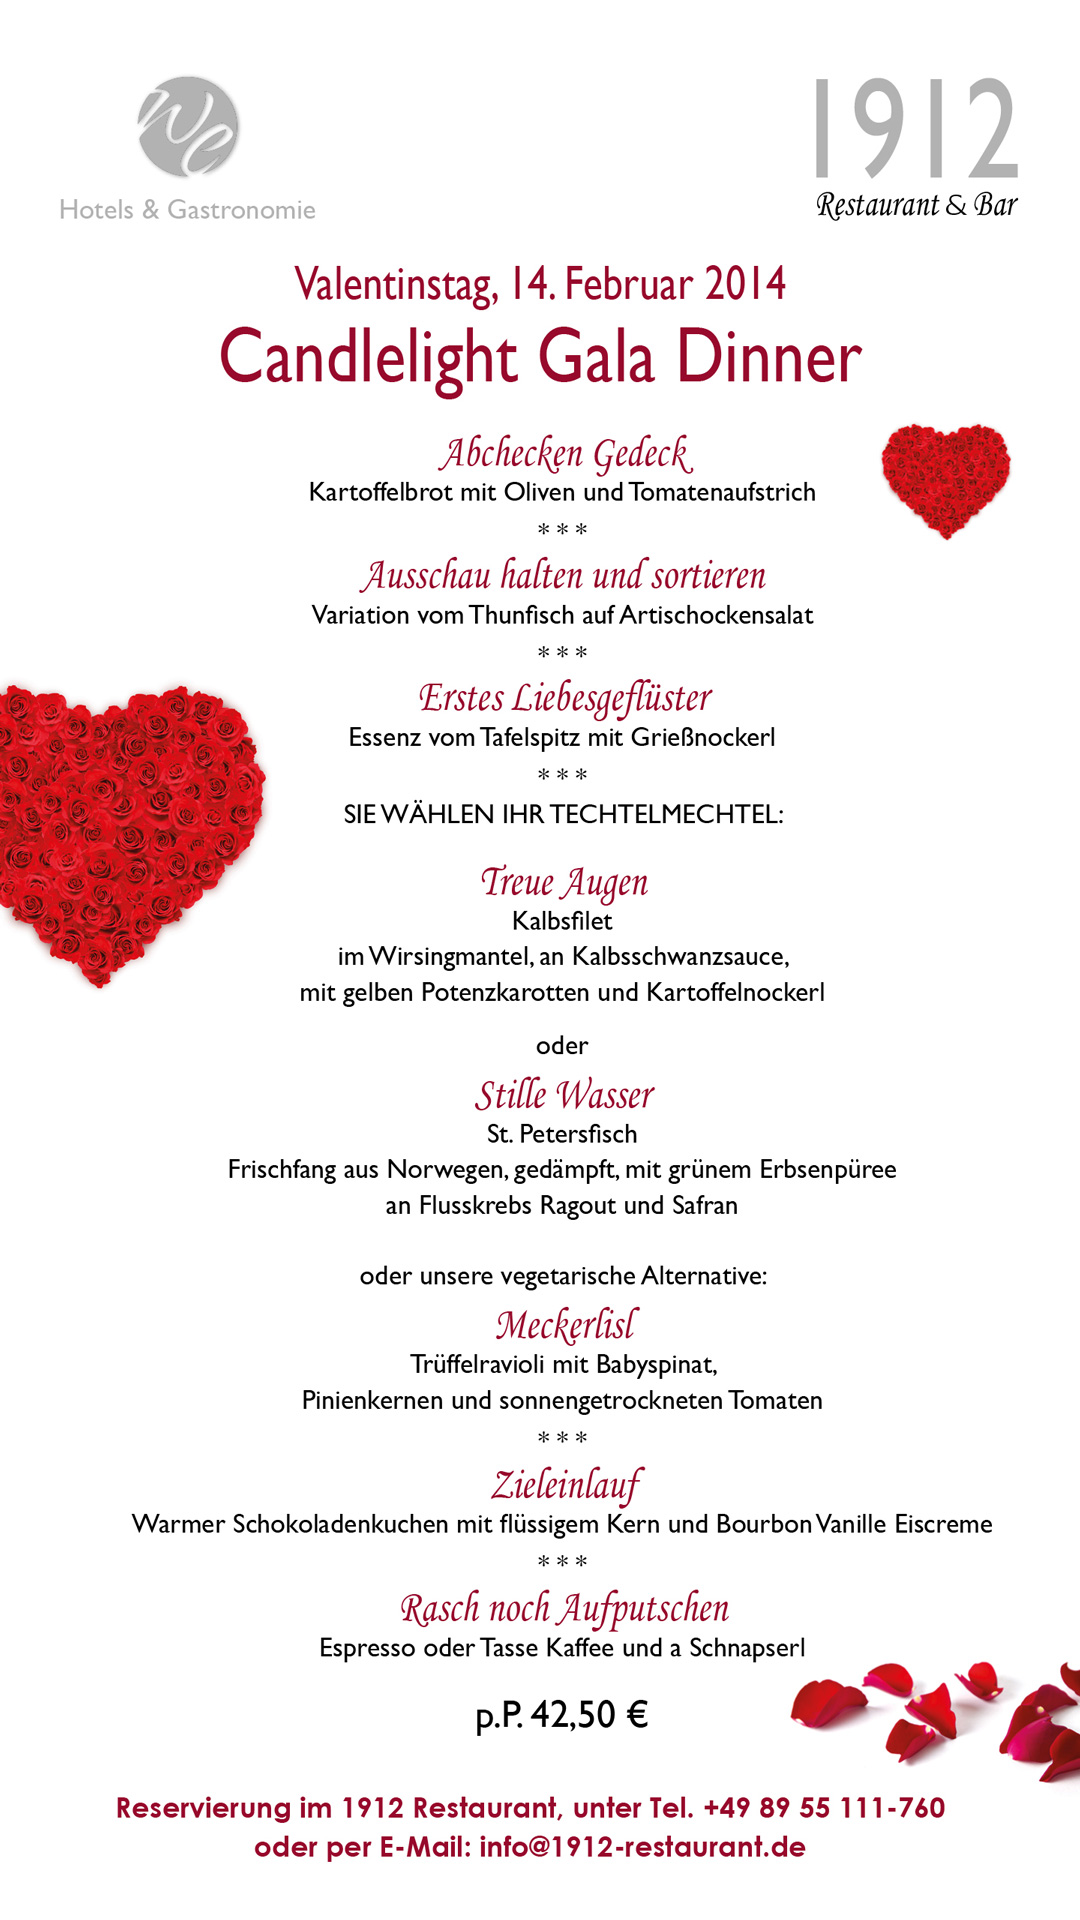 WC
Hotels & Gastronomie
1912
Restaurant & Bar
Valentinstag, 14. Februar 2014
Candlelight Gala Dinner
Abchecken Gedeck
Kartoffelbrot mit Oliven und Tomatenaufstrich
* * *
Ausschau halten und sortieren
Variation vom Thunfisch auf Artischockensalat
* * *
Erstes Liebesgeflüster
Essenz vom Tafelspitz mit Grießnockerl
* * *
SIE WÄHLEN IHR TECHTELMECHTEL:
Treue Augen
Kalbsfilet
im Wirsingmantel, an Kalbsschwanzsauce,
mit gelben Potenzkarotten und Kartoffelnockerl
oder
Stille Wasser
St. Petersfisch
Frischfang aus Norwegen, gedämpft, mit grünem Erbsenpüree
an Flusskrebs Ragout und Safran
oder unsere vegetarische Alternative:
Meckerlisl
Trüffelravioli mit Babyspinat,
Pinienkernen und sonnengetrockneten Tomaten
* * *
Zieleinlauf
Warmer Schokoladenkuchen mit flüssigem Kern und Bourbon Vanille Eiscreme
* * *
Rasch noch Aufputschen
Espresso oder Tasse Kaffee und a Schnapserl
p.P. 42,50 €
Reservierung im 1912 Restaurant, unter Tel. +49 89 55 111-760
oder per E-Mail: info@1912-restaurant.de